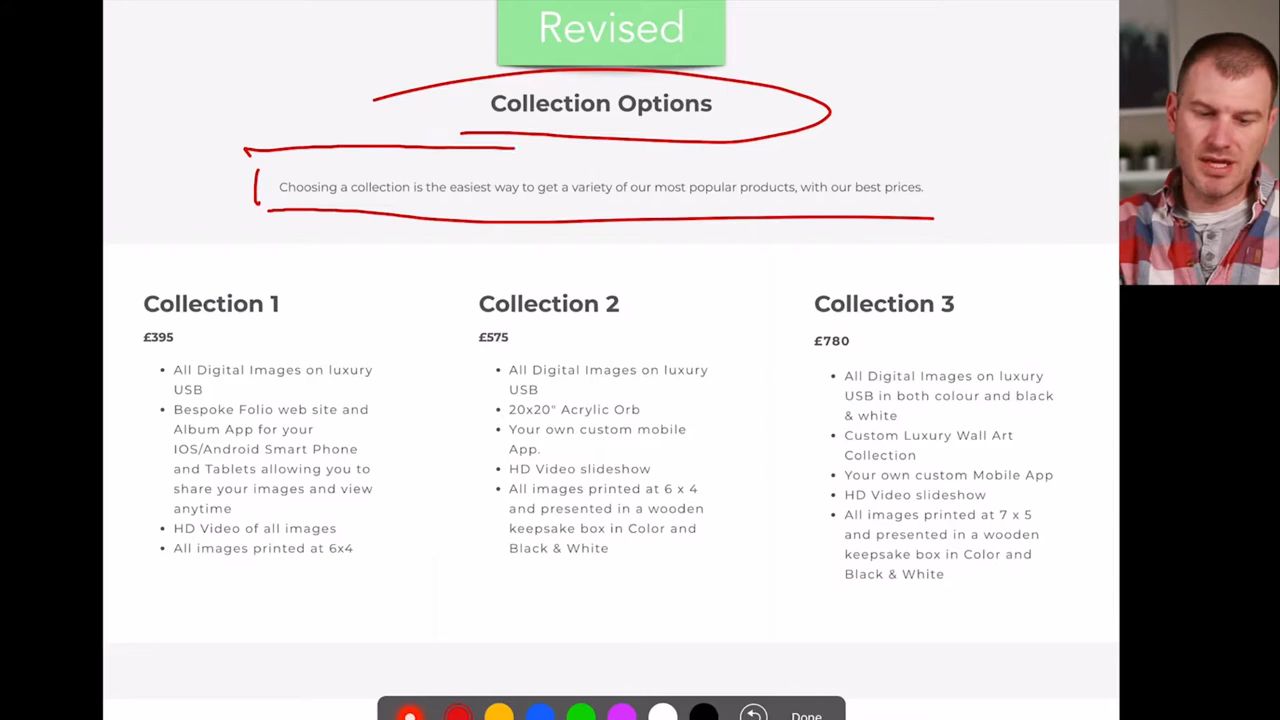 Revised
Collection Options
Choosing a collection is the easiest way to get a variety of our most popular products, with our best prices.
Collection 1
£395
• All Digital Images on luxury
USB
• Bespoke Folio web site and
Album App for your
IOS/Android Smart Phone
and Tablets allowing you to
share your images and view
anytime
• HD Video of all images
• All images printed at 6x4
Collection 2
£575
• All Digital Images on luxury
USB
• 20x20" Acrylic Orb
• Your own custom mobile
App.
• HD Video slideshow
• All images printed at 6 x 4
and presented in a wooden
keepsake box in Color and
Black & White
Collection 3
£780
• All Digital Images on luxury
USB in both colour and black
& white
• Custom Luxury Wall Art
Collection
• Your own custom Mobile App
• HD Video slideshow
• All images printed at 7 x 5
and presented in a wooden
keepsake box in Color and
Black & White
Done